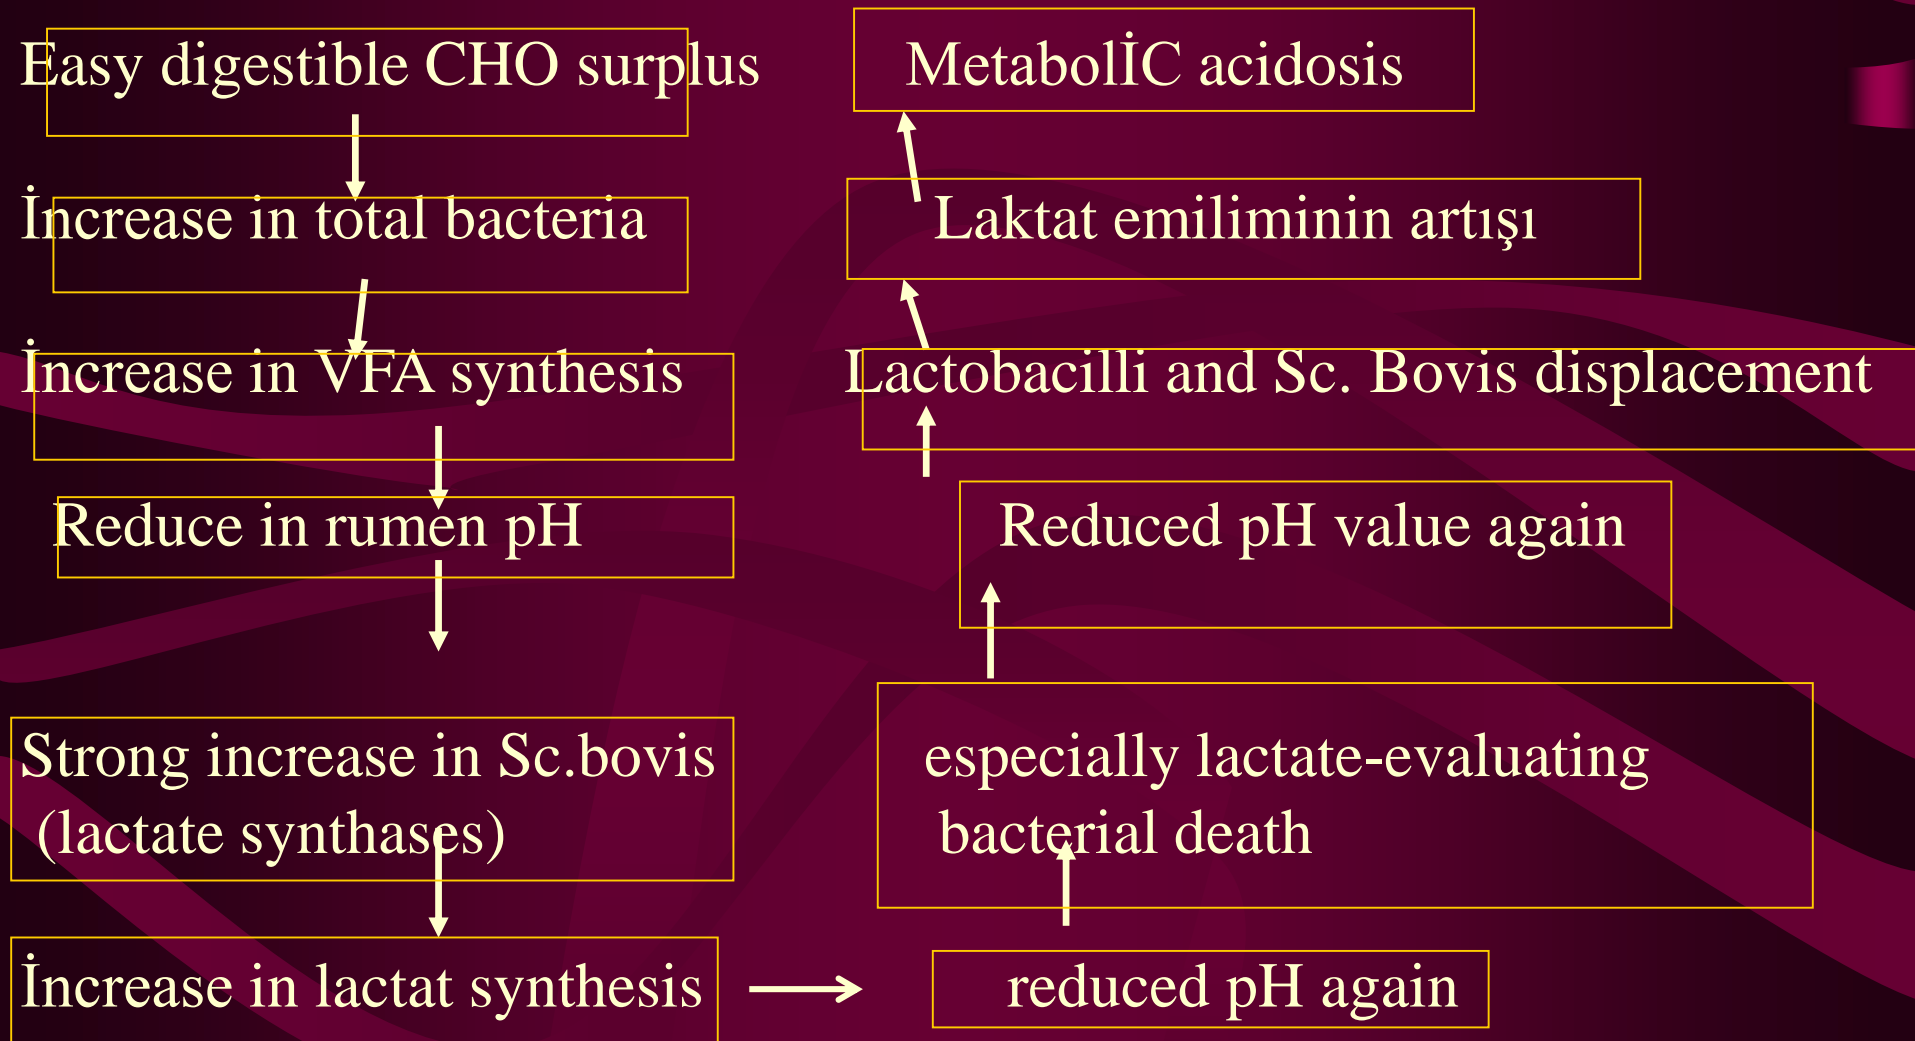 Easy digestible CHO surplus
İncrease in total bacteria
İncrease in VFA synthesis
Reduce in rumen pH
Strong increase in Sc.bovis
(lactate synthases)
İncrease in lactat synthesis
reduced pH again
especially lactate-evaluating
bacterial death
Reduced pH value again
Lactobacilli and Sc. Bovis displacement
Laktat emiliminin artışı
MetabolİC acidosis